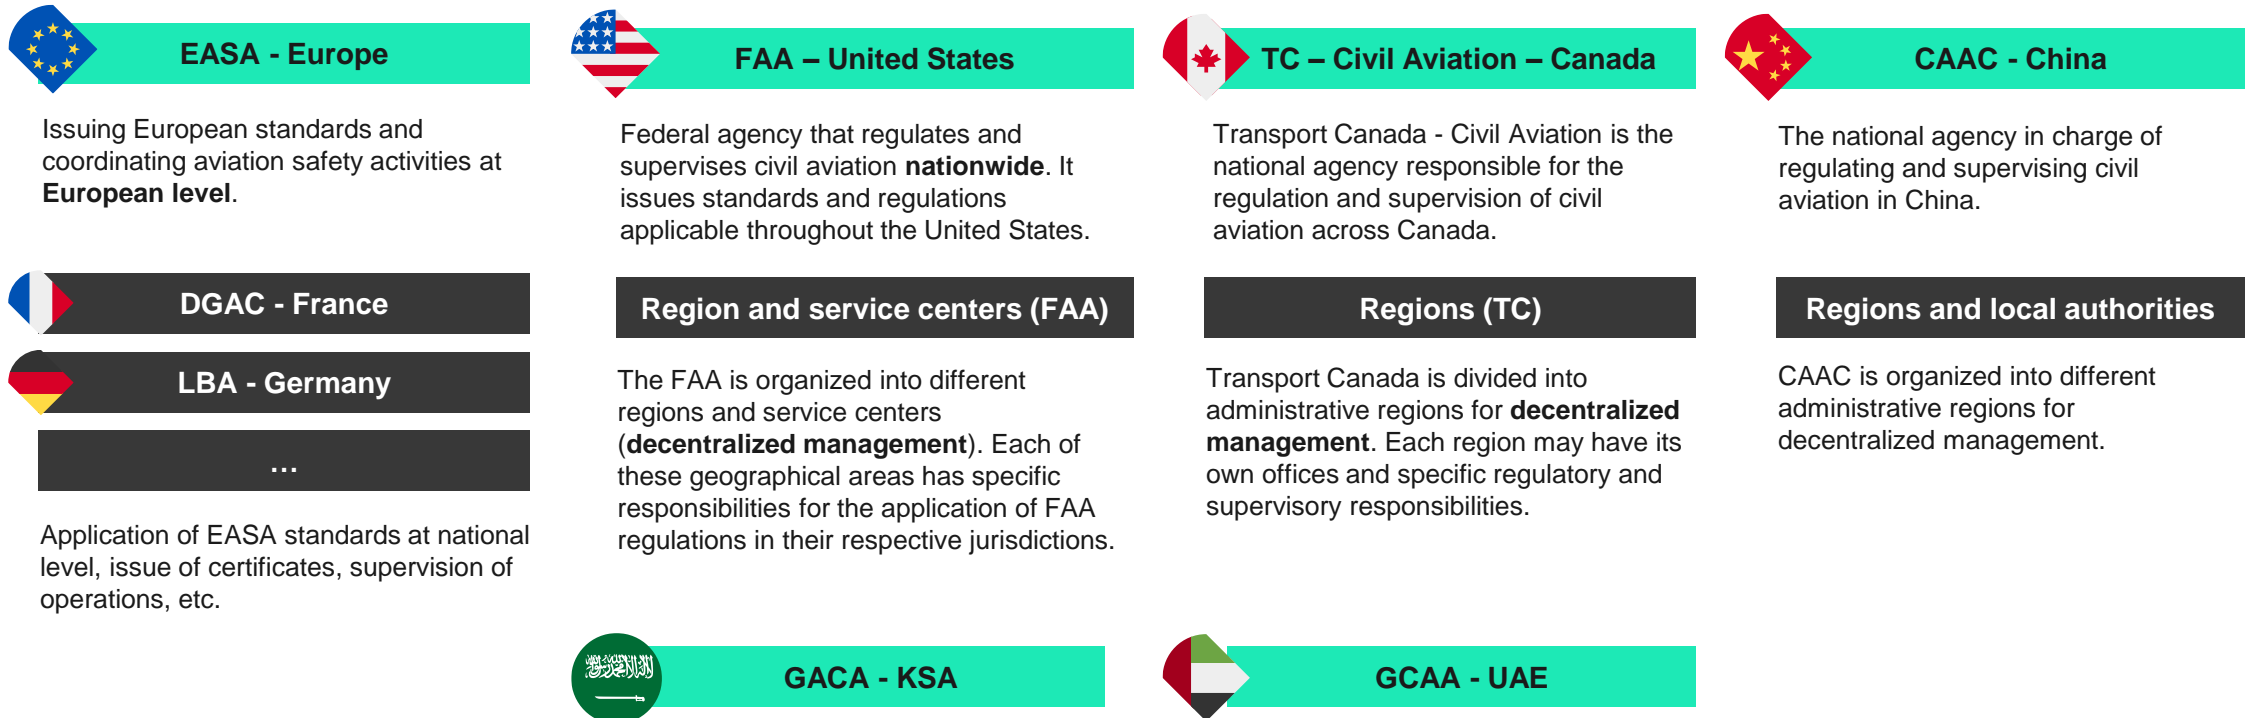 EASA - Europe
Issuing European standards and
coordinating aviation safety activities at
European level.
DGAC - France
LBA - Germany
…
Application of EASA standards at national
level, issue of certificates, supervision of
operations, etc.
FAA – United States
Federal agency that regulates and
supervises civil aviation nationwide. It
issues standards and regulations
applicable throughout the United States.
Region and service centers (FAA)
The FAA is organized into different
regions and service centers
(decentralized management). Each of
these geographical areas has specific
responsibilities for the application of FAA
regulations in their respective jurisdictions.
TC – Civil Aviation – Canada
Transport Canada - Civil Aviation is the
national agency responsible for the
regulation and supervision of civil
aviation across Canada.
Regions (TC)
Transport Canada is divided into
administrative regions for decentralized
management. Each region may have its
own offices and specific regulatory and
supervisory responsibilities.
CAAC - China
The national agency in charge of
regulating and supervising civil
aviation in China.
Regions and local authorities
CAAC is organized into different
administrative regions for
decentralized management.
GACA - KSA
GCAA - UAE